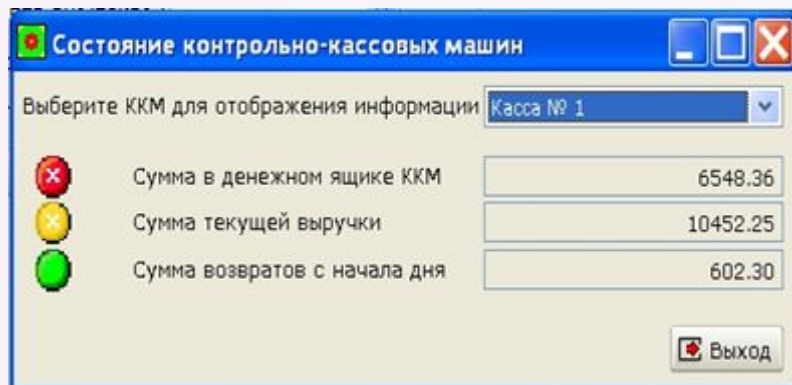 Состояние контрольно-кассовых машин
Выберите ККМ для отображения информации Касса № 1
Сумма в денежном ящике ККМ 6548.36
Сумма текущей выручки 10452.25
Сумма возвратов с начала дня 602.30
Выход